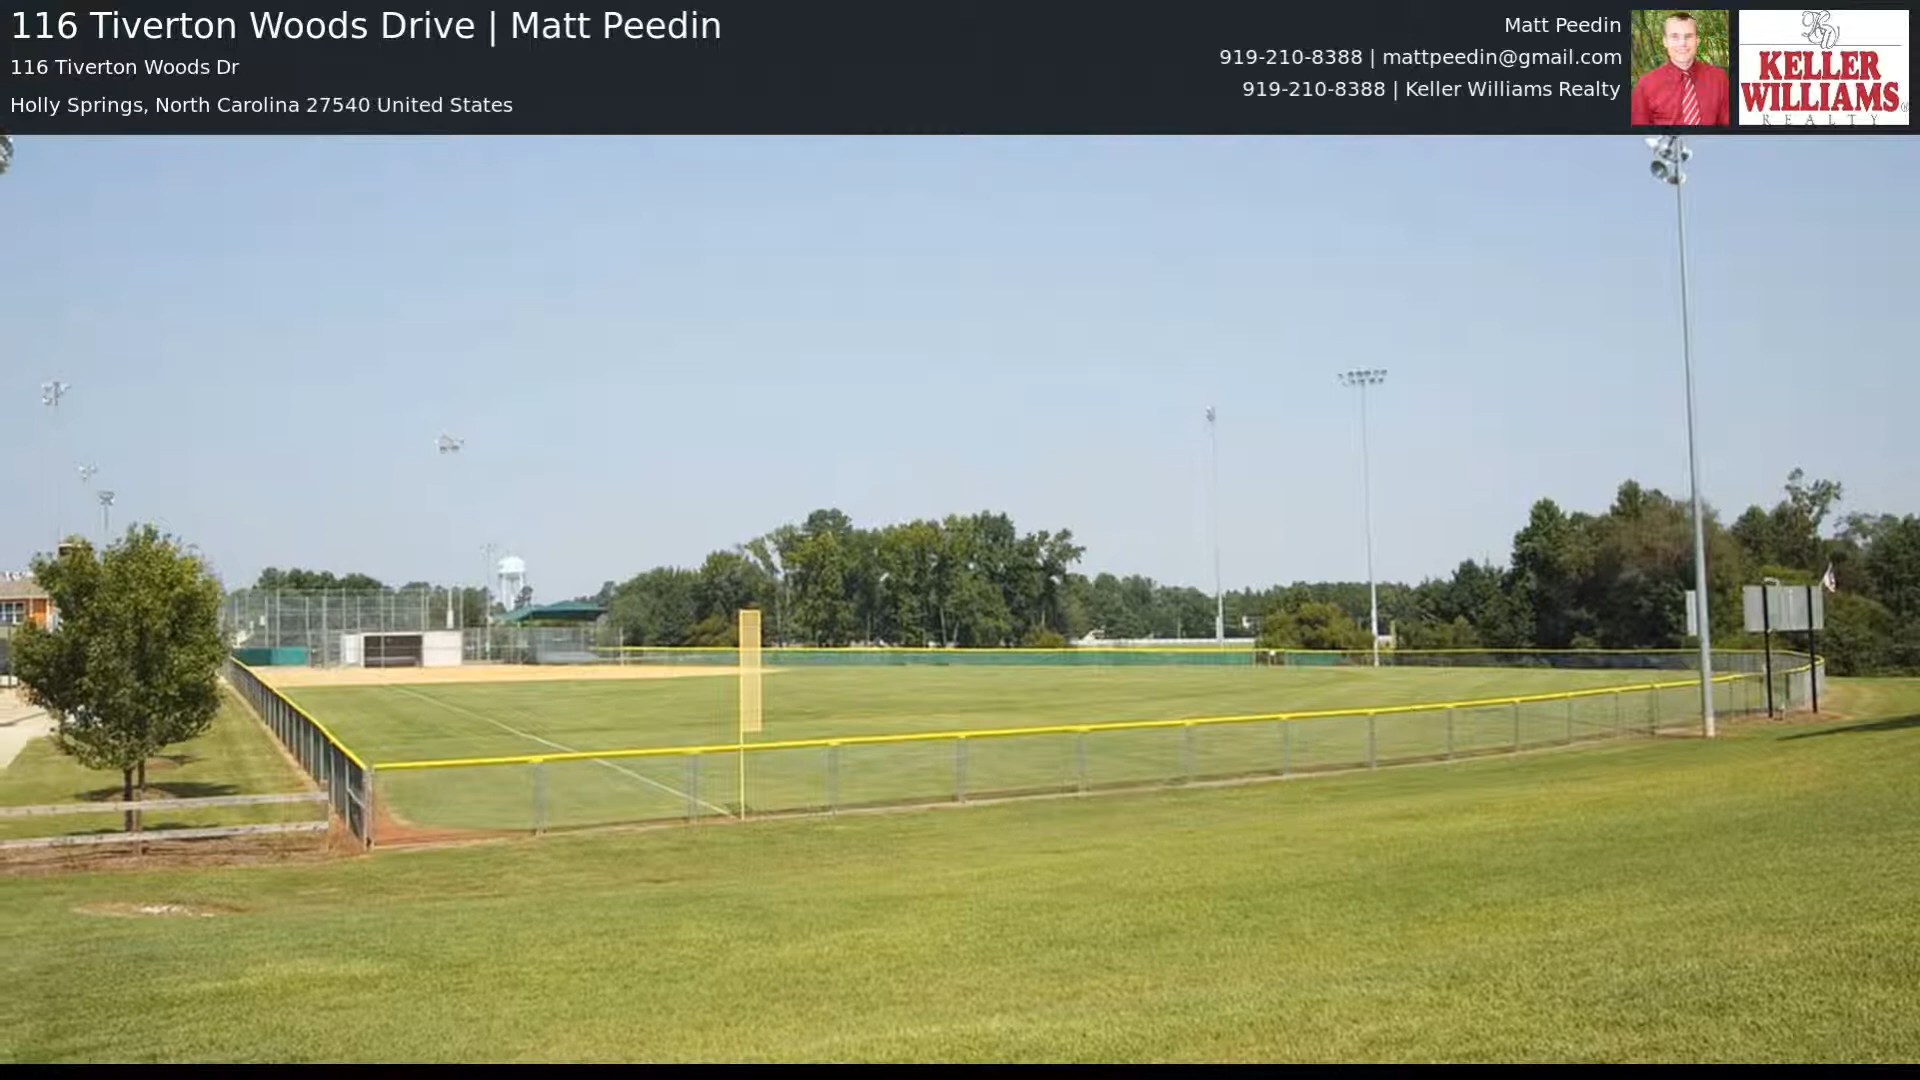 116 Tiverton Woods Drive | Matt Peedin
116 Tiverton Woods Dr
Holly Springs, North Carolina 27540 United States
Matt Peedin
919-210-8388 | mattpeedin@gmail.com
919-210-8388 | Keller Williams Realty
KW
KELLER
WILLIAMS®
REALTY